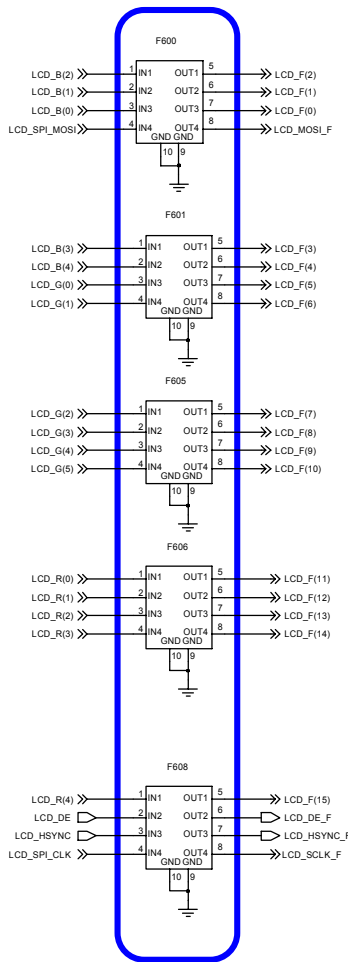 F600
LCD_B(2) 1 IN1 OUT1 5 LCD_F(2)
LCD_B(1) 2 IN2 OUT2 6 LCD_F(1)
LCD_B(0) 3 IN3 OUT3 7 LCD_F(0)
LCD_SPI_MOSI 4 IN4 OUT4 8 LCD_MOSI_F
GND GND
10 9
F601
LCD_B(3) 1 IN1 OUT1 5 LCD_F(3)
LCD_B(4) 2 IN2 OUT2 6 LCD_F(4)
LCD_G(0) 3 IN3 OUT3 7 LCD_F(5)
LCD_G(1) 4 IN4 OUT4 8 LCD_F(6)
GND GND
10 9
F605
LCD_G(2) 1 IN1 OUT1 5 LCD_F(7)
LCD_G(3) 2 IN2 OUT2 6 LCD_F(8)
LCD_G(4) 3 IN3 OUT3 7 LCD_F(9)
LCD_G(5) 4 IN4 OUT4 8 LCD_F(10)
GND GND
10 9
F606
LCD_R(0) 1 IN1 OUT1 5 LCD_F(11)
LCD_R(1) 2 IN2 OUT2 6 LCD_F(12)
LCD_R(2) 3 IN3 OUT3 7 LCD_F(13)
LCD_R(3) 4 IN4 OUT4 8 LCD_F(14)
GND GND
10 9
F608
LCD_R(4) 1 IN1 OUT1 5 LCD_F(15)
LCD_DE 2 IN2 OUT2 6 LCD_DE_F
LCD_HSYNC 3 IN3 OUT3 7 LCD_HSYNC_F
LCD_SPI_CLK 4 IN4 OUT4 8 LCD_SCLK_F
GND GND
10 9